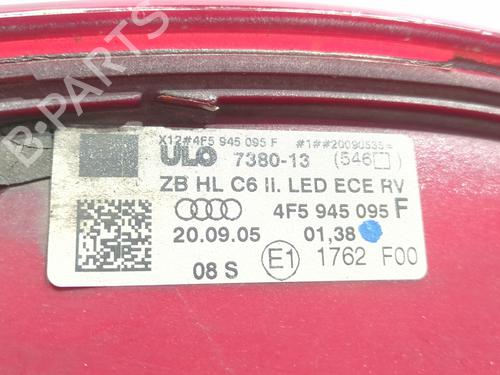 B-PARTS
X12#4F5 945 095 F #1##20090535=
ULO 7380-13 (546□)
ZB HL C6 II. LED ECE RV
4F5 945 095 F
20.09.05 01,38
08 S E1 1762 F00